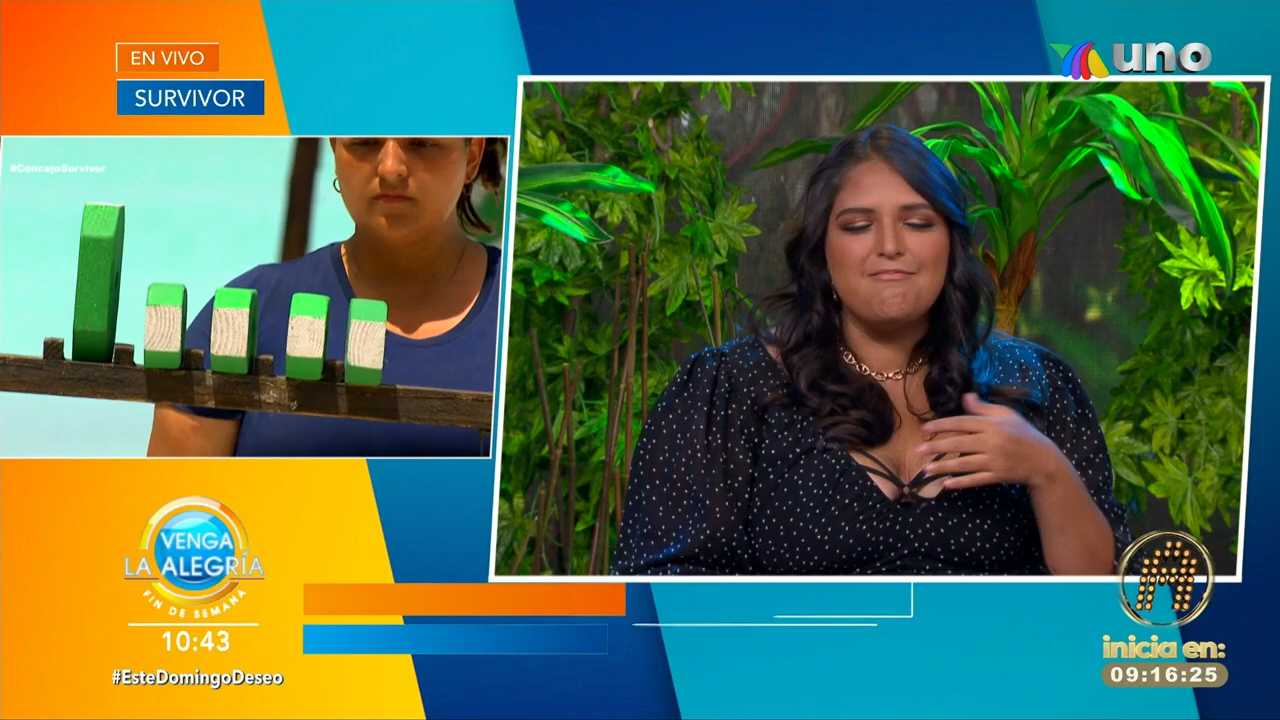 EN VIVO
SURVIVOR
uno
#ConcejoSurvivor
VENGA
LA ALEGRÍA
FIN DE SEMANA
10:43
#EsteDomingoDeseo
inicia en:
09:16:25